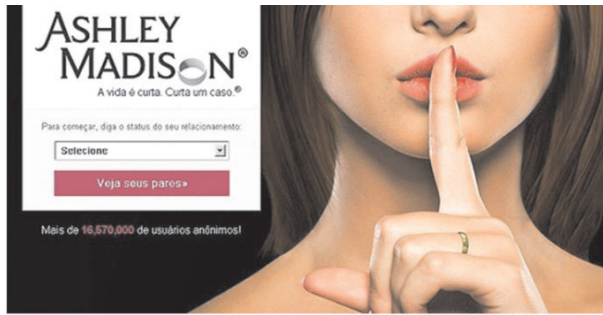 ASHLEY
MADISON®
A vida é curta. Curta um caso.®
Para começar, diga o status do seu relacionamento:
Selecione
Veja seus pares»
Mais de 16,570,000 de usuários anônimos!